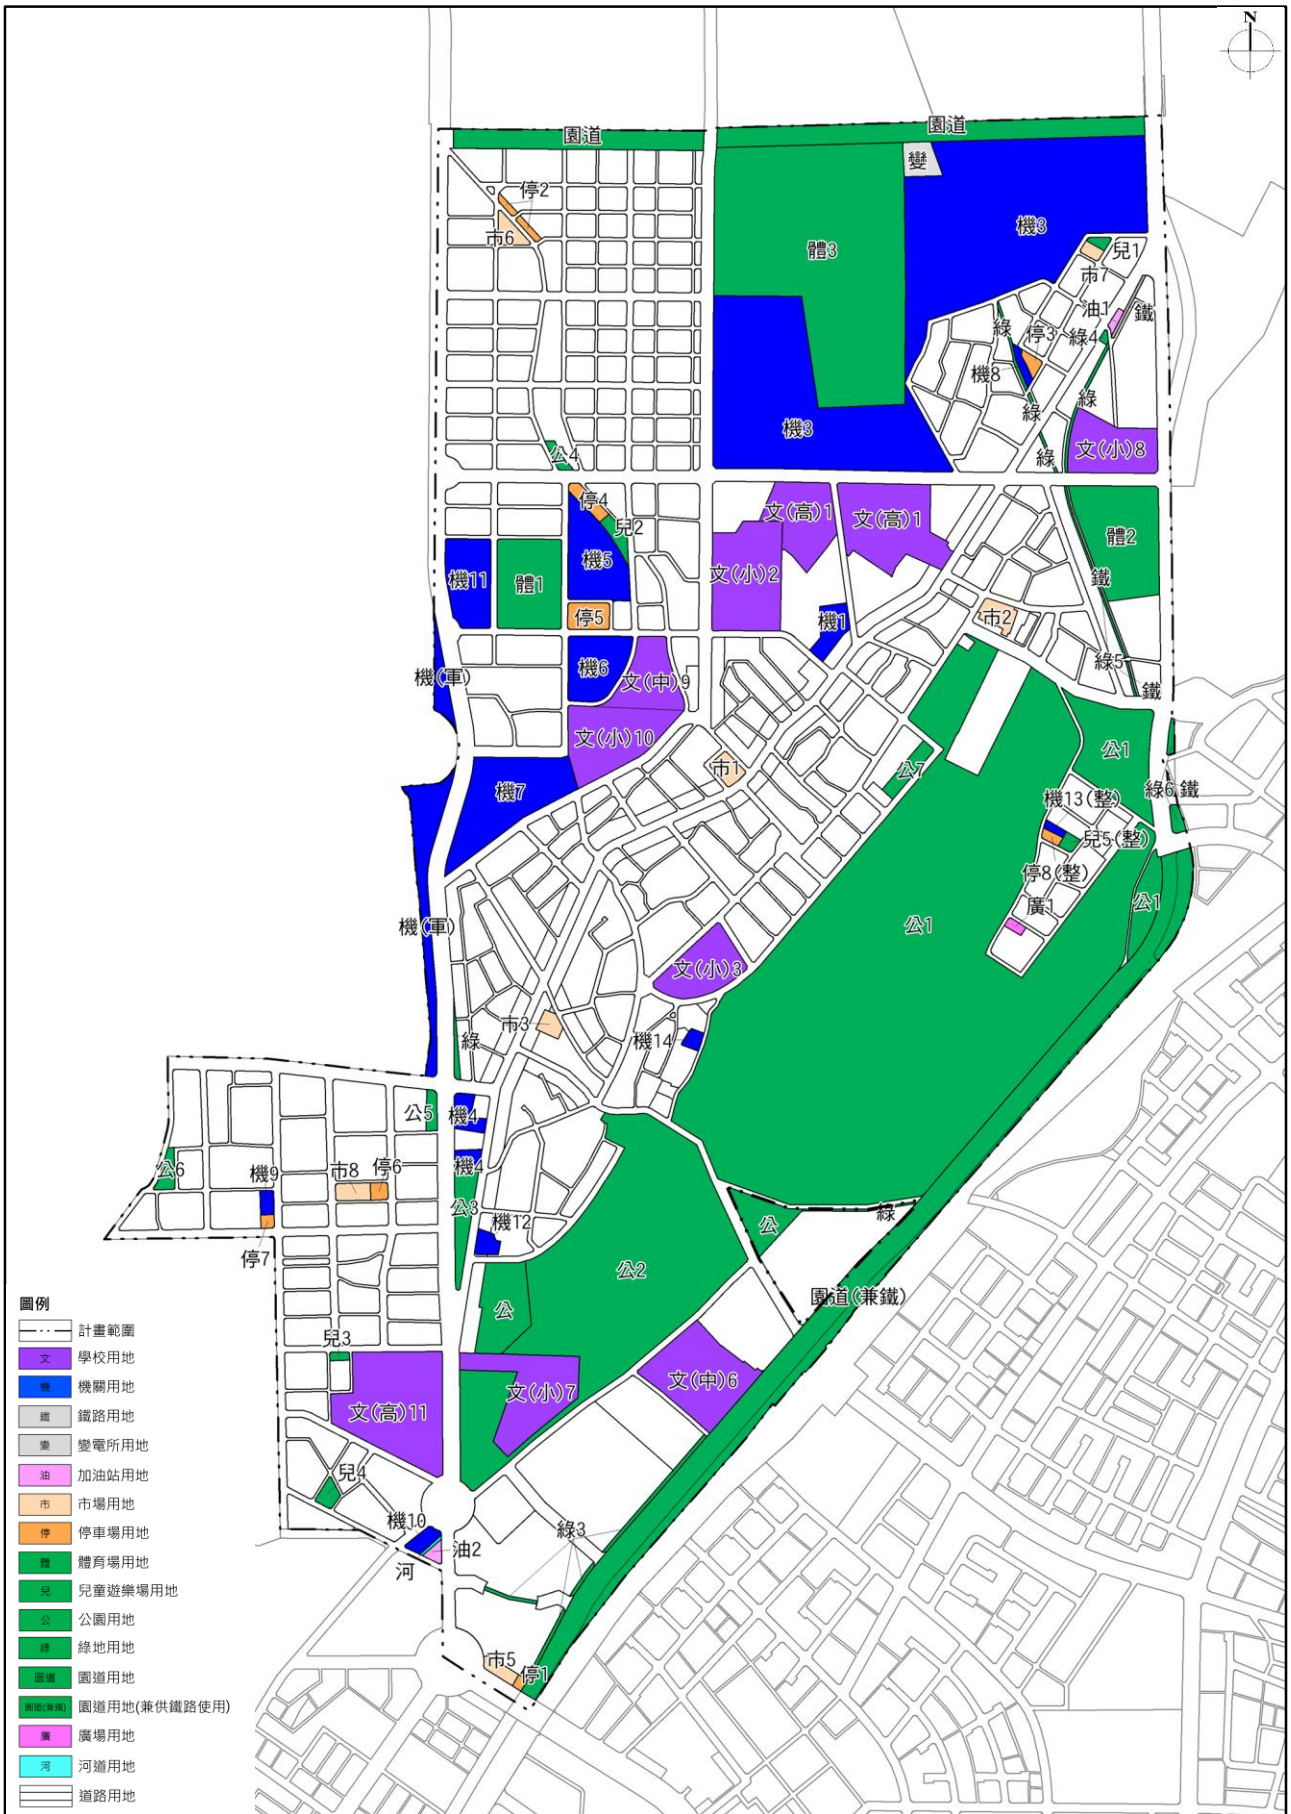 N
園道
園道
變
停2
市6
機3
體3
兒1
市7
油1
鐵
綠
停3
綠4
機8
綠
綠
機3
公4
綠
文(小)8
停4
文(高)1
文(高)1
兒2
體2
機5
機11
體1
文(小)2
鐵
停5
機1
市2
機6
綠5
機(軍)
文(中)9
鐵
文(小)10
公1
市1
公7
機7
綠6
鐵
機13(整)
兒5(整)
停8(整)
公1
廣1
機(軍)
公1
文(小)3
市3
綠
機14
公5
機4
公6
機9
市8
停6
機4
公3
綠
機12
公
停7
公2
園道(兼鐵)
公
兒3
文(小)7
文(中)6
文(高)11
兒4
機10
綠3
油2
河
市5
停1
圖例
計畫範圍
文 學校用地
機 機關用地
鐵 鐵路用地
變 變電所用地
油 加油站用地
市 市場用地
停 停車場用地
體 體育場用地
兒 兒童遊樂場用地
公 公園用地
綠 綠地用地
園道 園道用地
園道(兼鐵) 園道用地(兼供鐵路使用)
廣 廣場用地
河 河道用地
道路用地